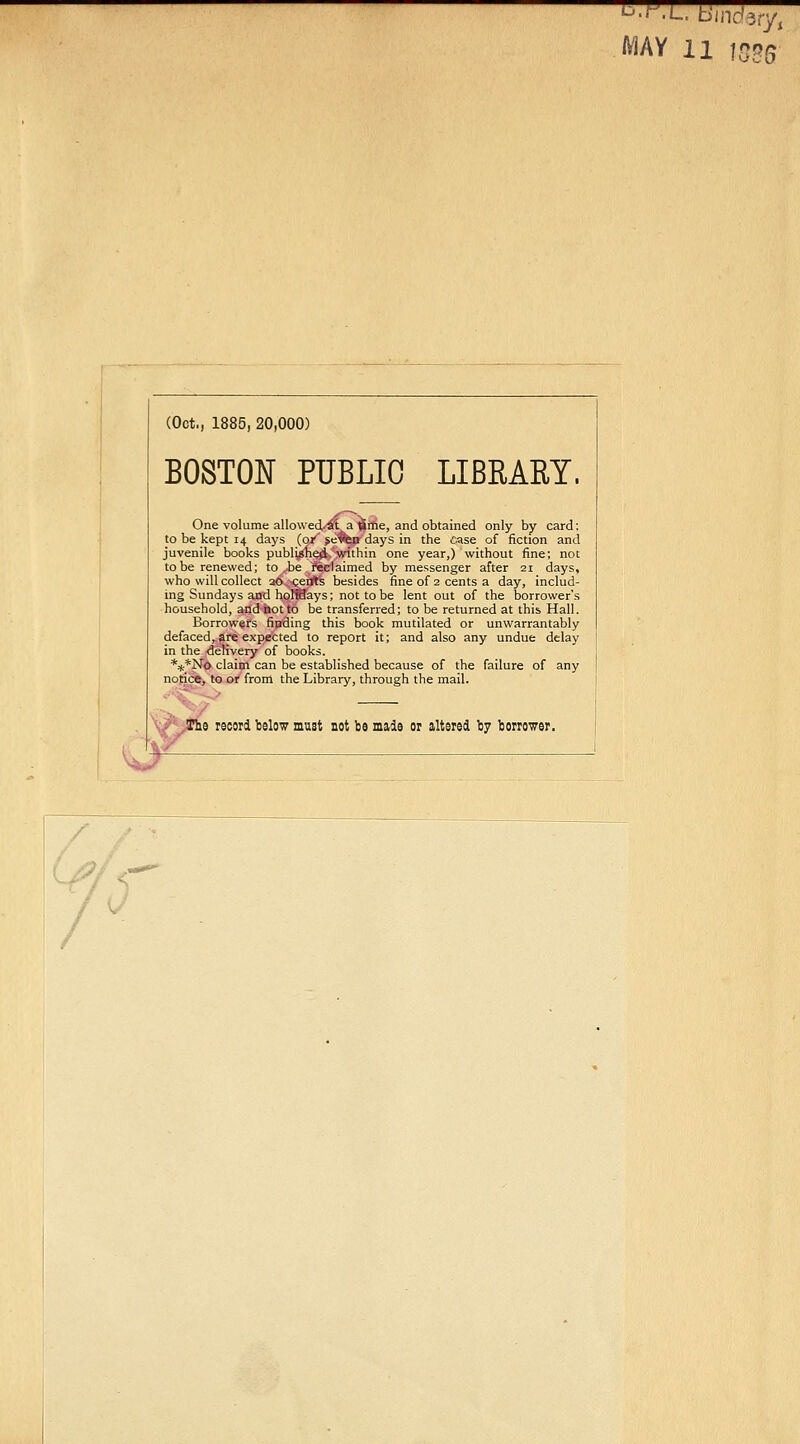 B.P.L. Bindery,
MAY 11 1886
(Oct., 1885, 20,000)
BOSTON PUBLIC LIBRARY.
One volume allowed at a time, and obtained only by card;
to be kept 14 days (or seven days in the case of fiction and
juvenile books published, within one year,) without fine; not
to be renewed; to be reclaimed by messenger after 21 days,
who will collect 20 cents besides fine of 2 cents a day, includ-
ing Sundays and holidays; not to be lent out of the borrower's
household, and not to be transferred; to be returned at this Hall.
Borrowers finding this book mutilated or unwarrantably
defaced, are expected to report it; and also any undue delay
in the delivery of books.
*⁎*No claim can be established because of the failure of any
notice, to or from the Library, through the mail.
The record below must not be made or altered by borrower.